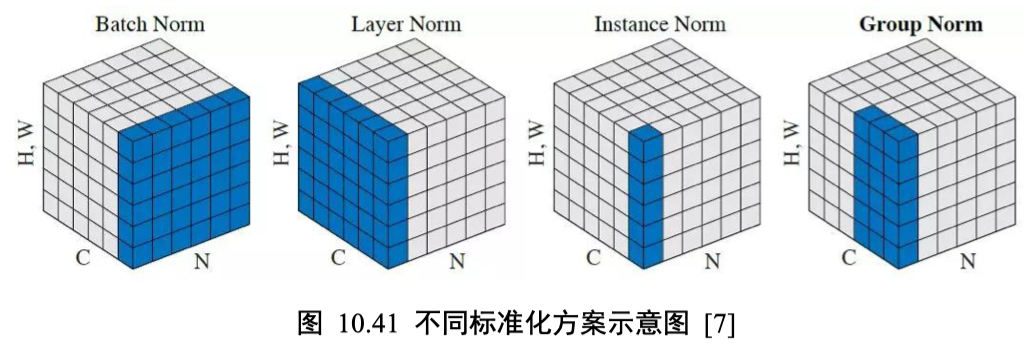 Batch Norm
Layer Norm
Instance Norm
Group Norm
H, W
C
N
H, W
C
N
H, W
C
N
H, W
C
N
图 10.41 不同标准化方案示意图 [7]